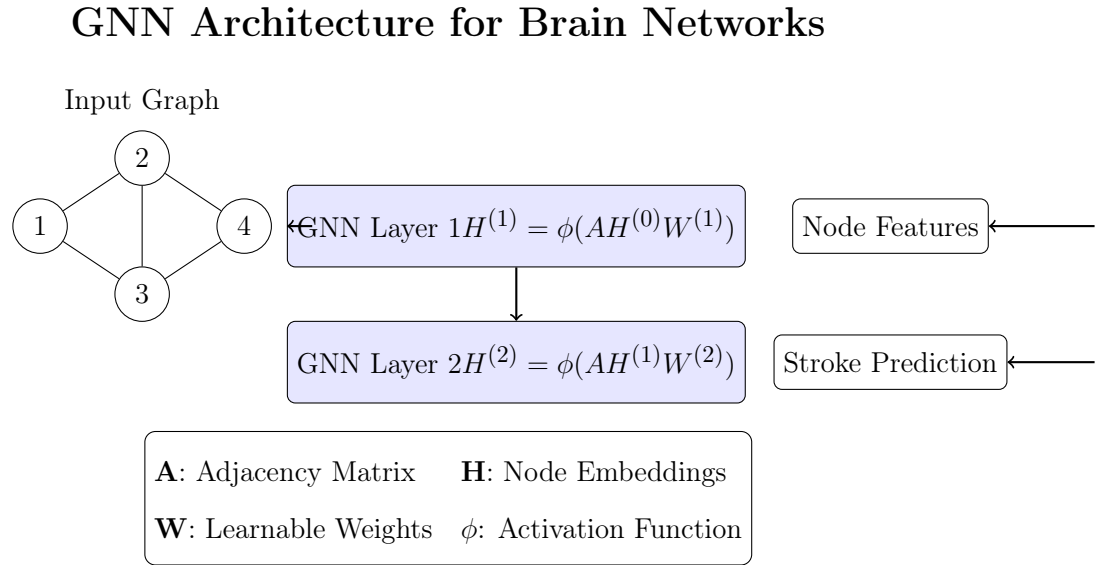 GNN Architecture for Brain Networks
Input Graph
2
1
4
3
GNN Layer 1H^(1) = ϕ(AH^(0)W^(1))
Node Features
GNN Layer 2H^(2) = ϕ(AH^(1)W^(2))
Stroke Prediction
A: Adjacency Matrix H: Node Embeddings
W: Learnable Weights ϕ: Activation Function